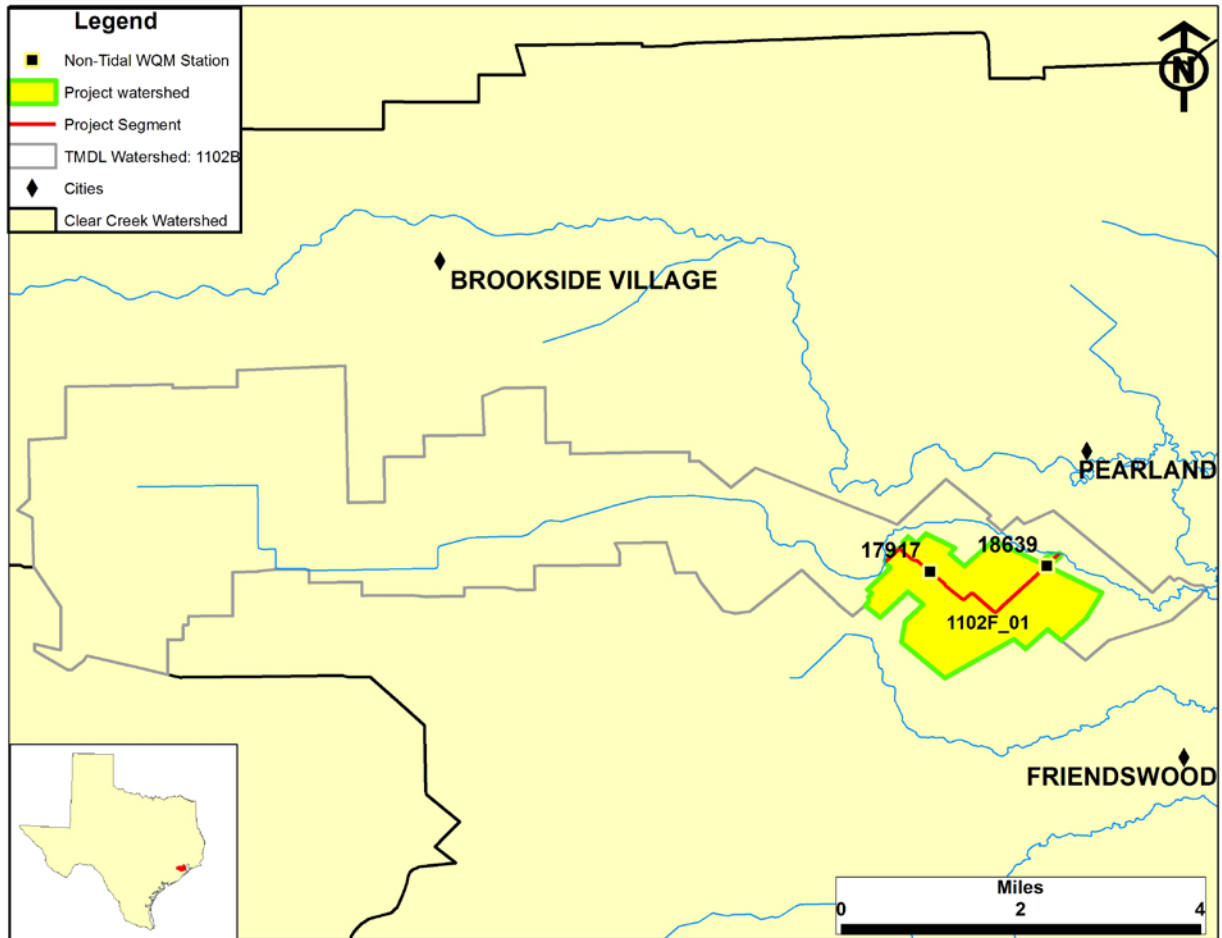 Legend
Non-Tidal WQM Station
Project watershed
Project Segment
TMDL Watershed: 1102B
Cities
Clear Creek Watershed
N
BROOKSIDE VILLAGE
PEARLAND
17917
18639
1102F_01
FRIENDSWOOD
Miles
0 2 4